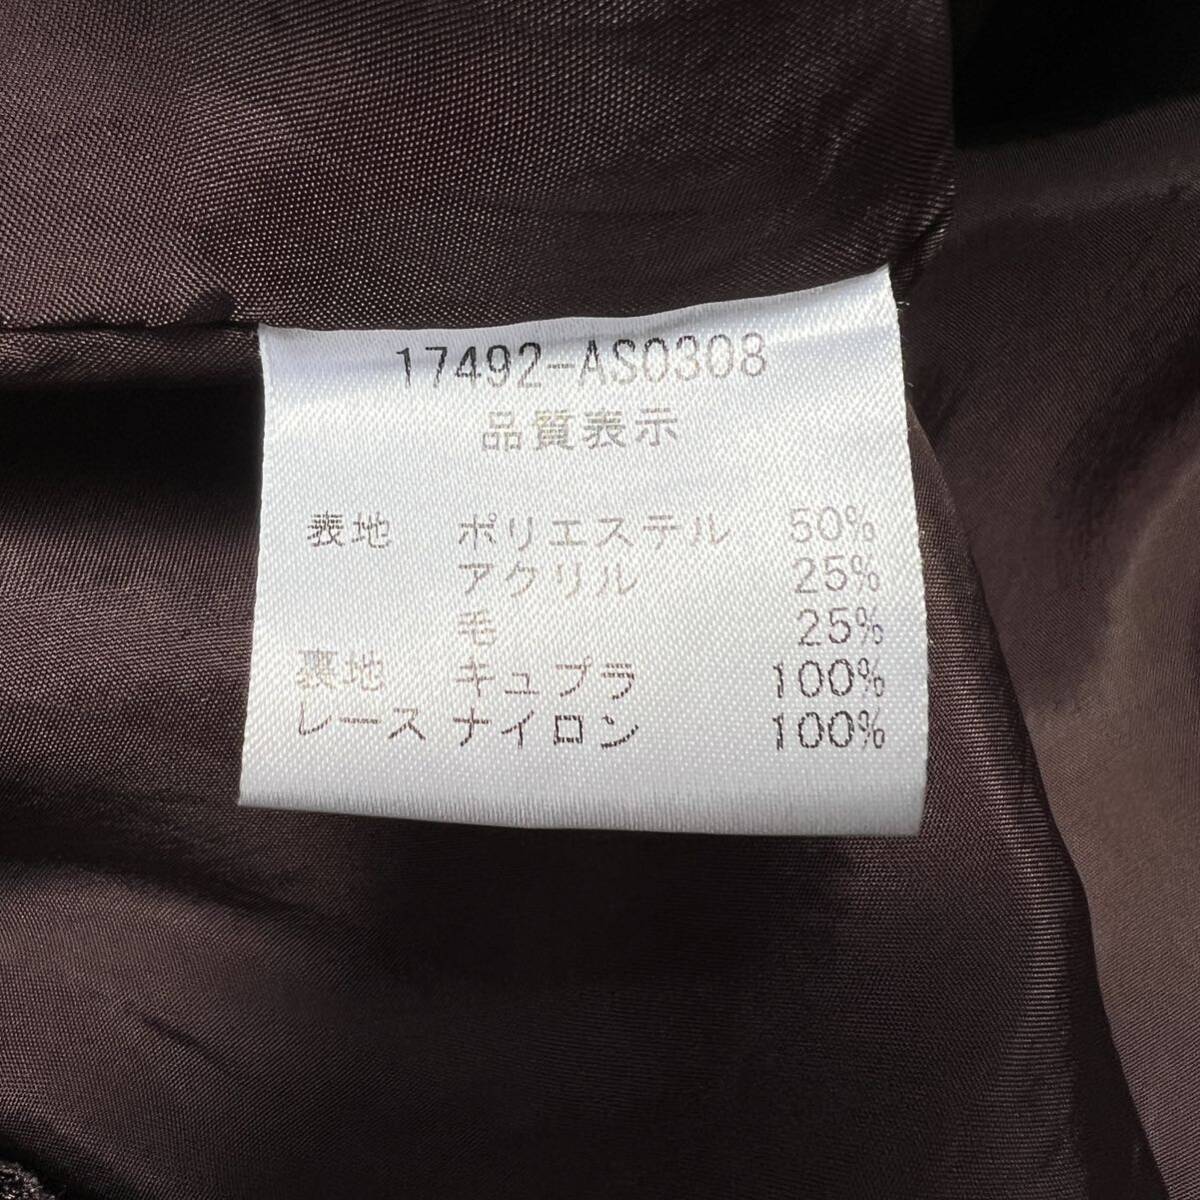 17492-AS0308
品質表示
表地 ポリエステル 50%
アクリル 25%
毛 25%
裏地 キュプラ 100%
レース ナイロン 100%